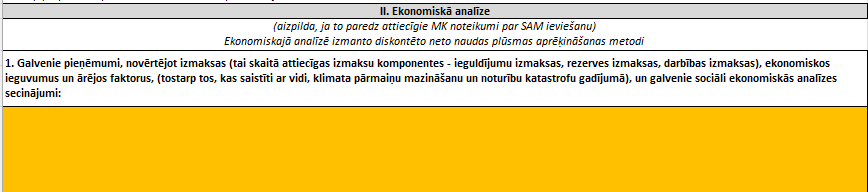 II. Ekonomiskā analīze
(aizpilda, ja to paredz attiecīgie MK noteikumi par SAM ieviešanu)
Ekonomiskajā analīzē izmanto diskontēto neto naudas plūsmas aprēķināšanas metodi
1. Galvenie pieņēmumi, novērtējot izmaksas (tai skaitā attiecīgas izmaksu komponentes - ieguldījumu izmaksas, rezerves izmaksas, darbības izmaksas), ekonomiskos
ieguvumus un ārējos faktorus, (tostarp tos, kas saistīti ar vidi, klimata pārmaiņu mazināšanu un noturību katastrofu gadījumā), un galvenie sociāli ekonomiskās analīzes
secinājumi: